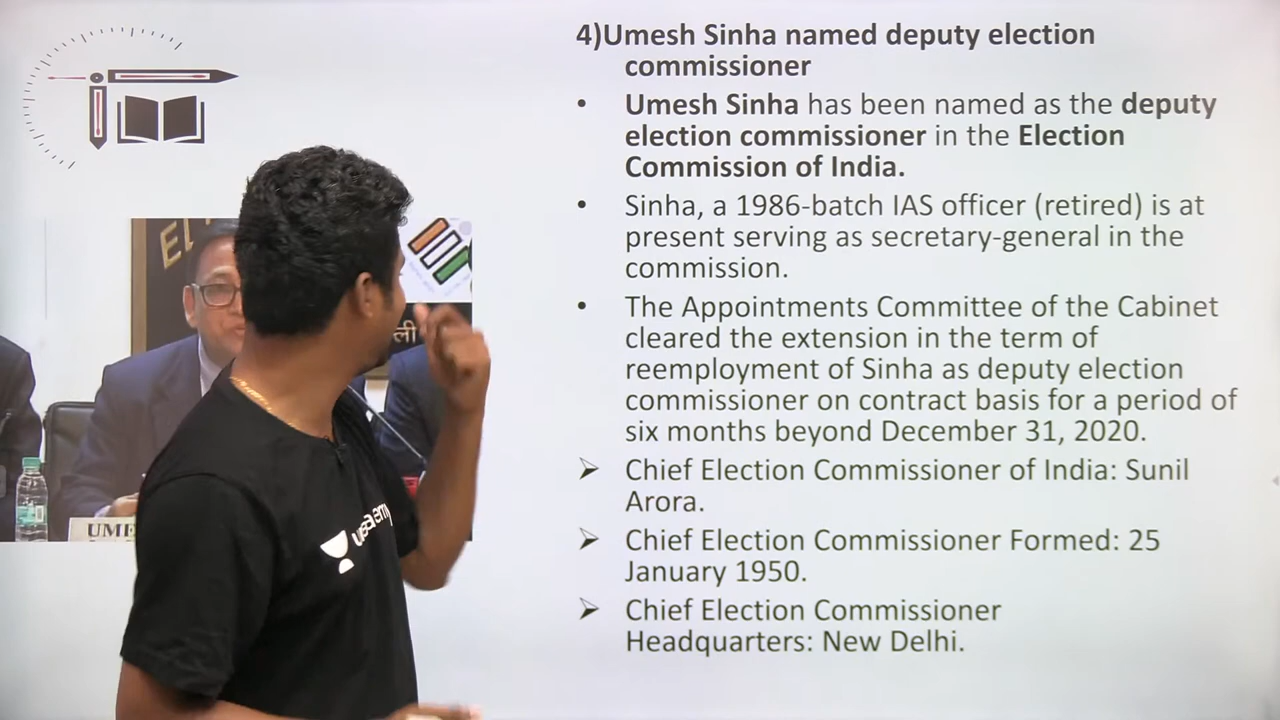 4)Umesh Sinha named deputy election
commissioner
• Umesh Sinha has been named as the deputy
election commissioner in the Election
Commission of India.
• Sinha, a 1986-batch IAS officer (retired) is at
present serving as secretary-general in the
commission.
• The Appointments Committee of the Cabinet
cleared the extension in the term of
reemployment of Sinha as deputy election
commissioner on contract basis for a period of
six months beyond December 31, 2020.
➢ Chief Election Commissioner of India: Sunil
Arora.
➢ Chief Election Commissioner Formed: 25
January 1950.
➢ Chief Election Commissioner
Headquarters: New Delhi.
EL
ली
UME